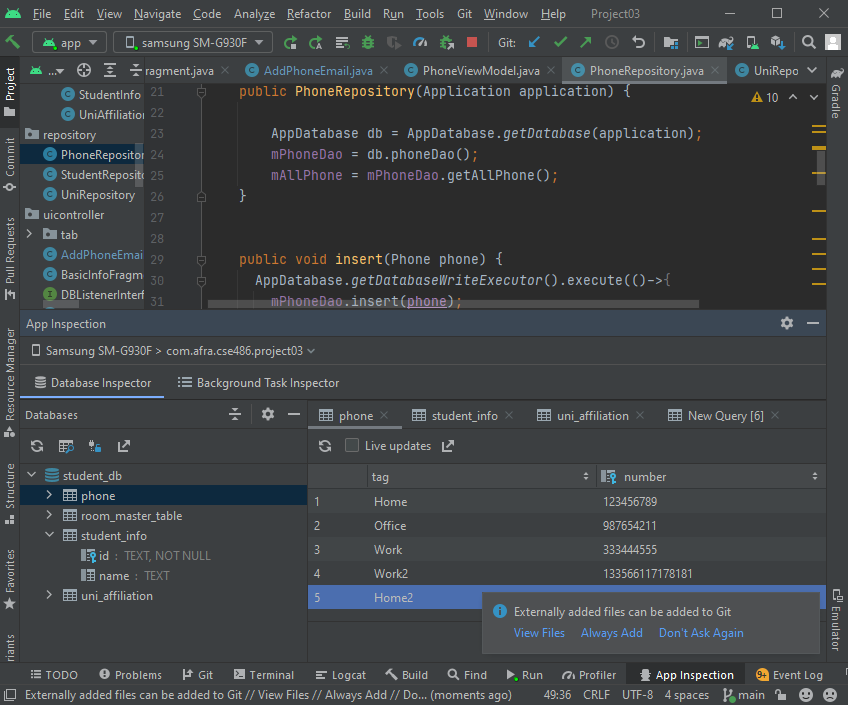 File Edit View Navigate Code Analyze Refactor Build Run Tools Git Window Help Project03
app samsung SM-G930F Git:
... ragment.java AddPhoneEmail.java PhoneViewModel.java PhoneRepository.java UniRepo
Project
Commit
Pull Requests
Resource Manager
Structure
Favorites
riants
Gradle
Emulator
StudentInfo
UniAffiliation
repository
PhoneRepositor
StudentReposito
UniRepository
uicontroller
tab
AddPhoneEmai
BasicInfoFragm
DBListenerInterf
21 public PhoneRepository(Application application) {
22
23 AppDatabase db = AppDatabase.getDatabase(application);
24 mPhoneDao = db.phoneDao();
25 mAllPhone = mPhoneDao.getAllPhone();
26 }
27
28
29 public void insert(Phone phone) {
30 AppDatabase.getDatabaseWriteExecutor().execute(()->{
31 mPhoneDao.insert(phone);
10
App Inspection
Samsung SM-G930F > com.afra.cse486.project03
Database Inspector Background Task Inspector
Databases
student_db
phone
room_master_table
student_info
id : TEXT, NOT NULL
name : TEXT
uni_affiliation
phone student_info uni_affiliation New Query [6]
Live updates
tag number
1 Home 123456789
2 Office 987654211
3 Work 333444555
4 Work2 133566117178181
5 Home2
Externally added files can be added to Git
View Files Always Add Don't Ask Again
TODO Problems Git Terminal Logcat Build Find Run Profiler App Inspection Event Log
Externally added files can be added to Git // View Files // Always Add // Do... (moments ago) 49:36 CRLF UTF-8 4 spaces main